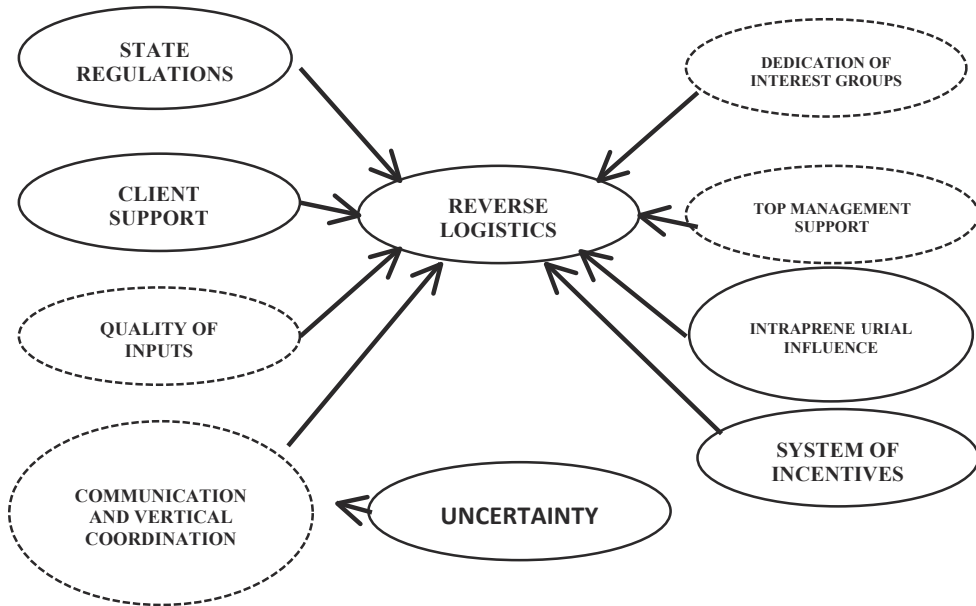 STATE
REGULATIONS
DEDICATION OF
INTEREST GROUPS
CLIENT
SUPPORT
REVERSE
LOGISTICS
TOP MANAGEMENT
SUPPORT
QUALITY OF
INPUTS
INTRAPRENE URIAL
INFLUENCE
SYSTEM OF
INCENTIVES
COMMUNICATION
AND VERTICAL
COORDINATION
UNCERTAINTY